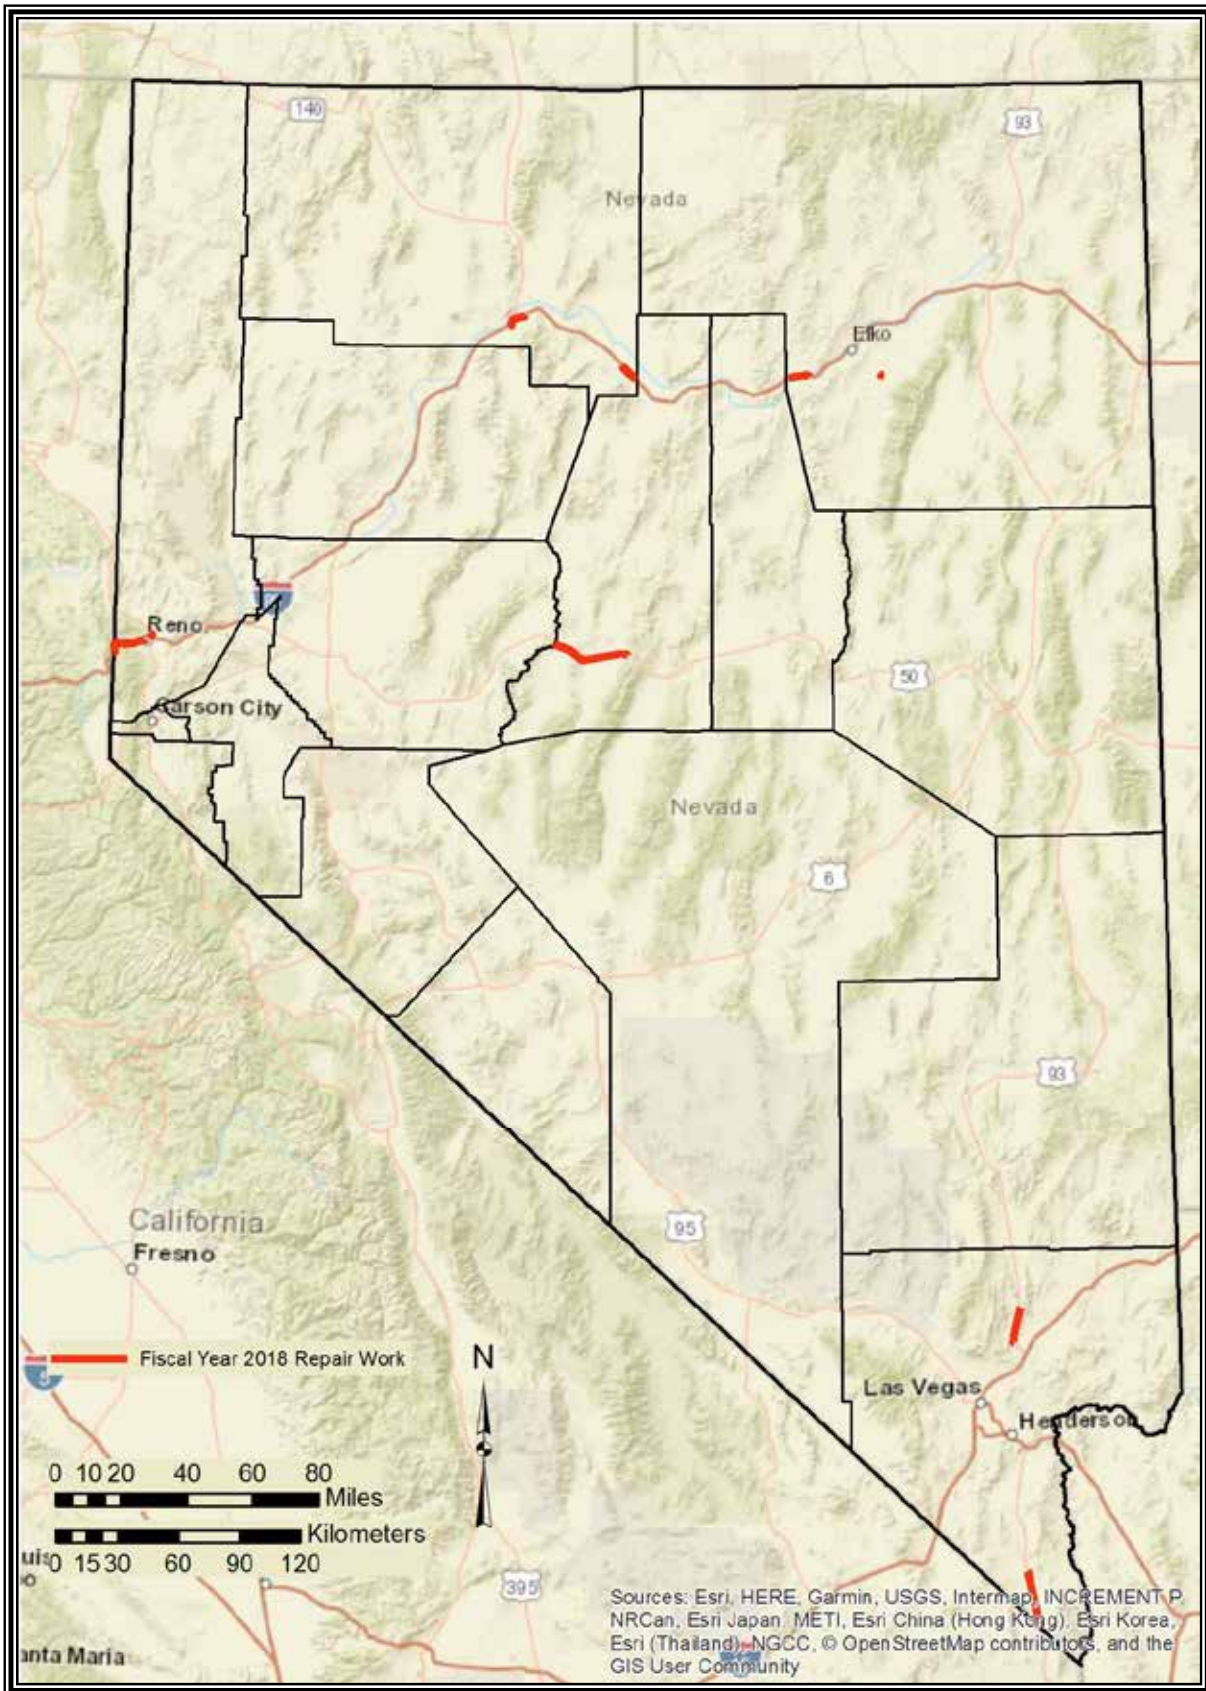 140
93
Nevada
Elko
Reno
50
Carson City
Nevada
6
93
California
Fresno
95
Fiscal Year 2018 Repair Work
N
Las Vegas
Henderson
0 10 20 40 60 80
Miles
Kilometers
0 15 30 60 90 120
395
Sources: Esri, HERE, Garmin, USGS, Intermap, INCREMENT P,
NRCan, Esri Japan, METI, Esri China (Hong Kong), Esri Korea,
Esri (Thailand), NGCC, © OpenStreetMap contributors, and the
GIS User Community
anta Maria